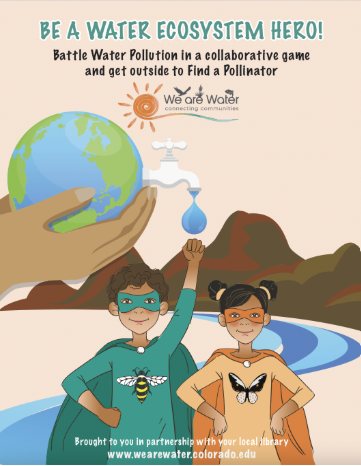 BE A WATER ECOSYSTEM HERO!
Battle Water Pollution in a collaborative game
and get outside to Find a Pollinator
We are Water
connecting communities
Brought to you in partnership with your local library
www.wearewater.colorado.edu